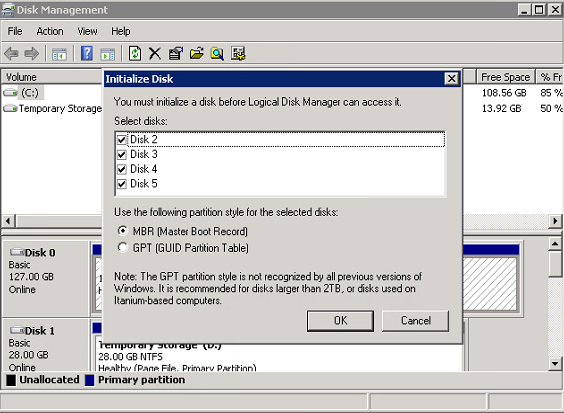 Disk Management
File Action View Help
Volume
Free Space
% Fr
(C:)
108.56 GB
85 %
Temporary Storage
13.92 GB
50 %
Initialize Disk
You must initialize a disk before Logical Disk Manager can access it.
Select disks:
Disk 2
Disk 3
Disk 4
Disk 5
Use the following partition style for the selected disks:
MBR (Master Boot Record)
GPT (GUID Partition Table)
Note: The GPT partition style is not recognized by all previous versions of
Windows. It is recommended for disks larger than 2TB, or disks used on
Itanium-based computers.
OK
Cancel
Disk 0
Basic
127.00 GB
Online
Disk 1
Basic
28.00 GB
Online
Temporary Storage (D:)
28.00 GB NTFS
Healthy (Page File, Primary Partition)
Unallocated
Primary partition